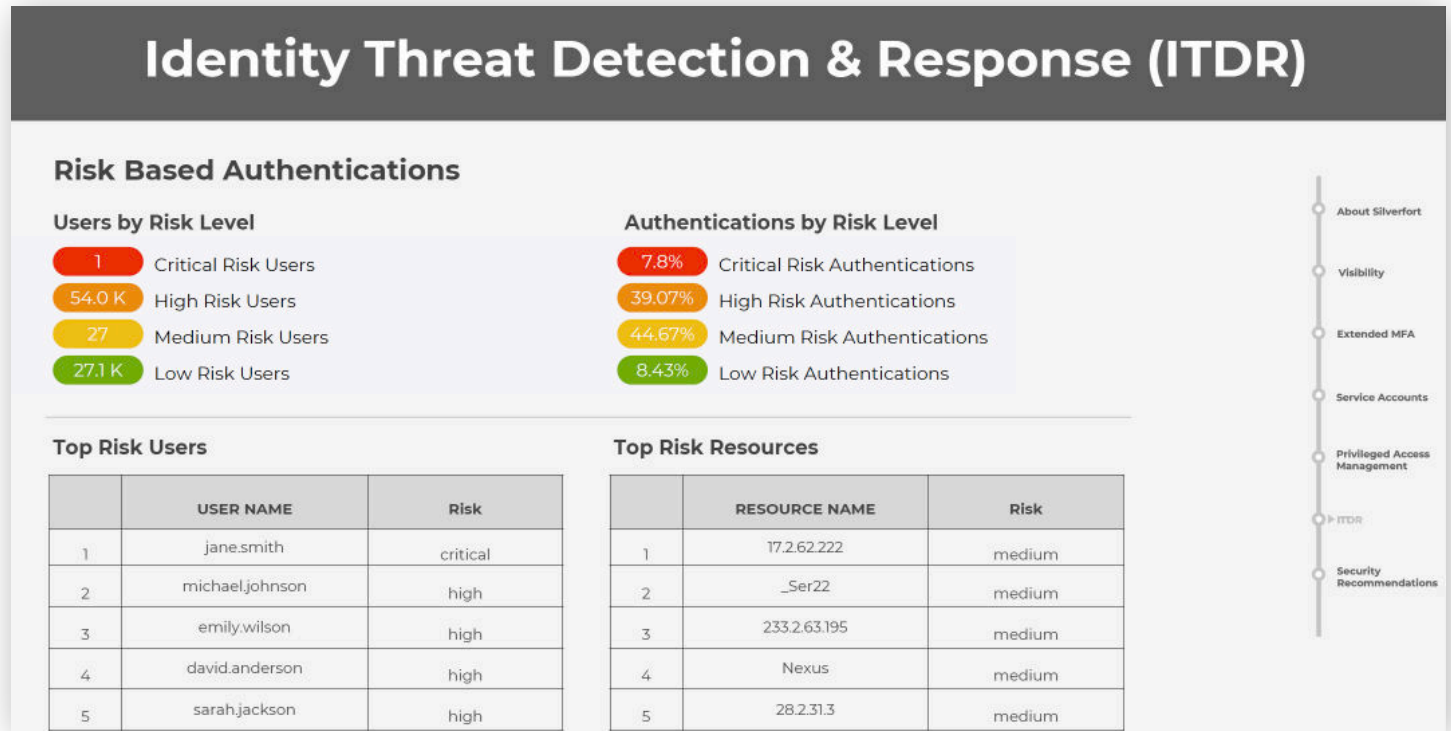 Identity Threat Detection & Response (ITDR)
Risk Based Authentications
Users by Risk Level
1 Critical Risk Users
54.0 K High Risk Users
27 Medium Risk Users
27.1 K Low Risk Users
Authentications by Risk Level
7.8% Critical Risk Authentications
39.07% High Risk Authentications
44.67% Medium Risk Authentications
8.43% Low Risk Authentications
Top Risk Users
USER NAME Risk
1 jane.smith critical
2 michael.johnson high
3 emily.wilson high
4 david.anderson high
5 sarah.jackson high
Top Risk Resources
RESOURCE NAME Risk
1 17.2.62.222 medium
2 _Ser22 medium
3 233.2.63.195 medium
4 Nexus medium
5 28.2.31.3 medium
About Silverfort
Visibility
Extended MFA
Service Accounts
Privileged Access
Management
ITDR
Security
Recommendations